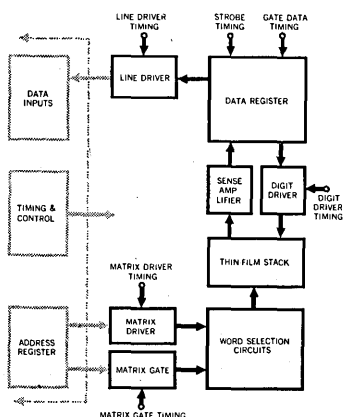 LINE DRIVER
TIMING
STROBE
TIMING
GATE DATA
TIMING
DATA
INPUTS
LINE DRIVER
DATA REGISTER
TIMING &
CONTROL
SENSE
AMP
LIFIER
DIGIT
DRIVER
DIGIT
DRIVER
TIMING
THIN FILM STACK
MATRIX DRIVER
TIMING
ADDRESS
REGISTER
MATRIX
DRIVER
MATRIX GATE
WORD SELECTION
CIRCUITS
MATRIX GATE TIMING